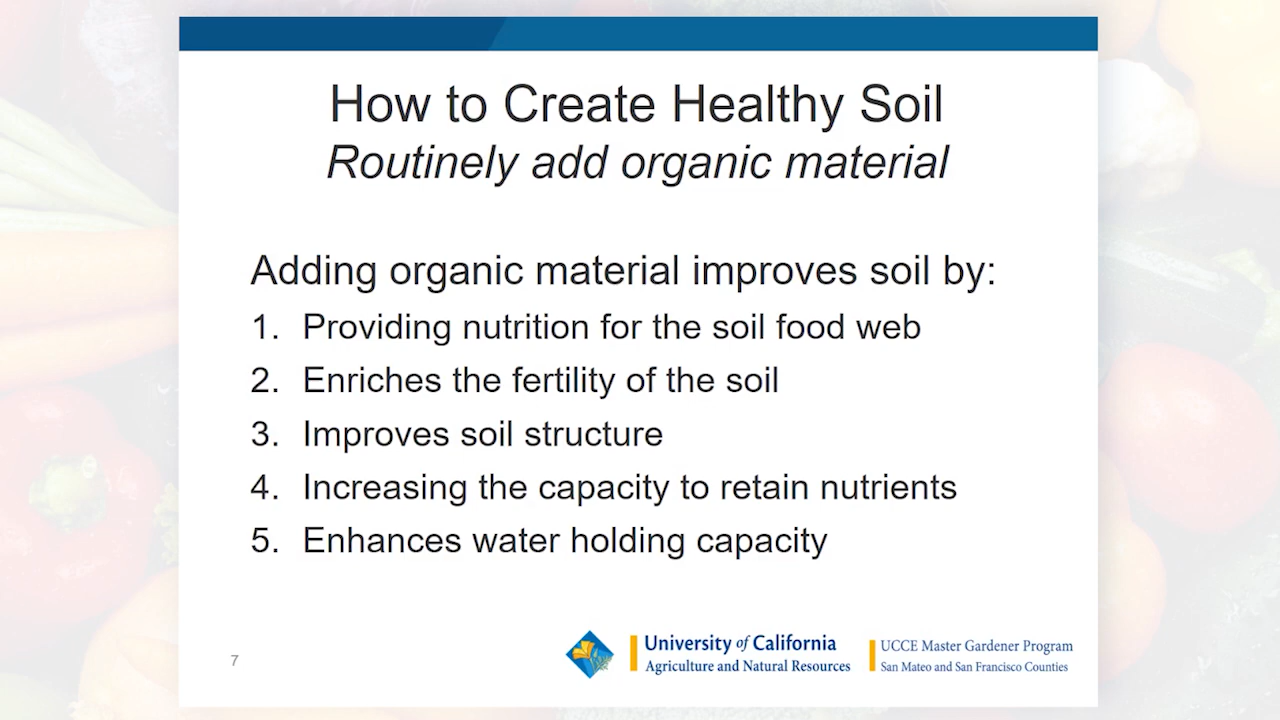 How to Create Healthy Soil
Routinely add organic material
Adding organic material improves soil by:
1. Providing nutrition for the soil food web
2. Enriches the fertility of the soil
3. Improves soil structure
4. Increasing the capacity to retain nutrients
5. Enhances water holding capacity
7
University of California
Agriculture and Natural Resources
UCCE Master Gardener Program
San Mateo and San Francisco Counties